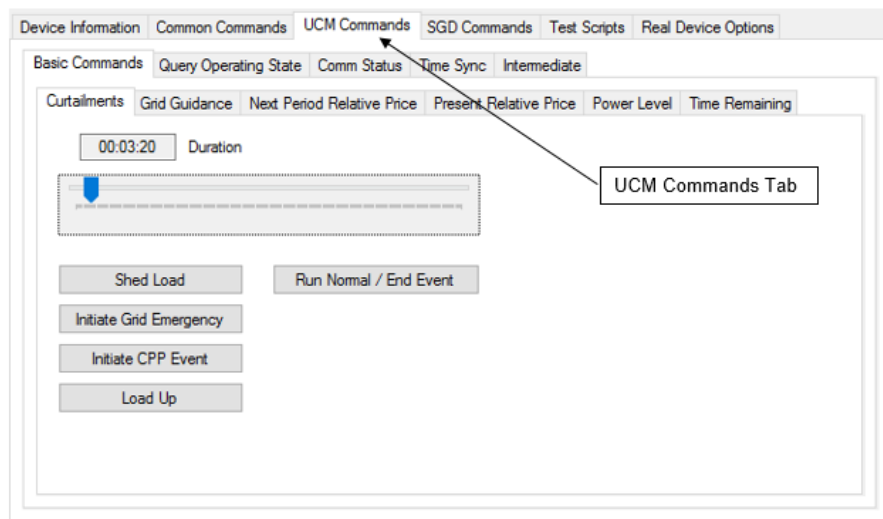 Device Information Common Commands UCM Commands SGD Commands Test Scripts Real Device Options
Basic Commands Query Operating State Comm Status Time Sync Intermediate
Curtailments Grid Guidance Next Period Relative Price Present Relative Price Power Level Time Remaining
00:03:20 Duration
UCM Commands Tab
Shed Load Run Normal / End Event
Initiate Grid Emergency
Initiate CPP Event
Load Up